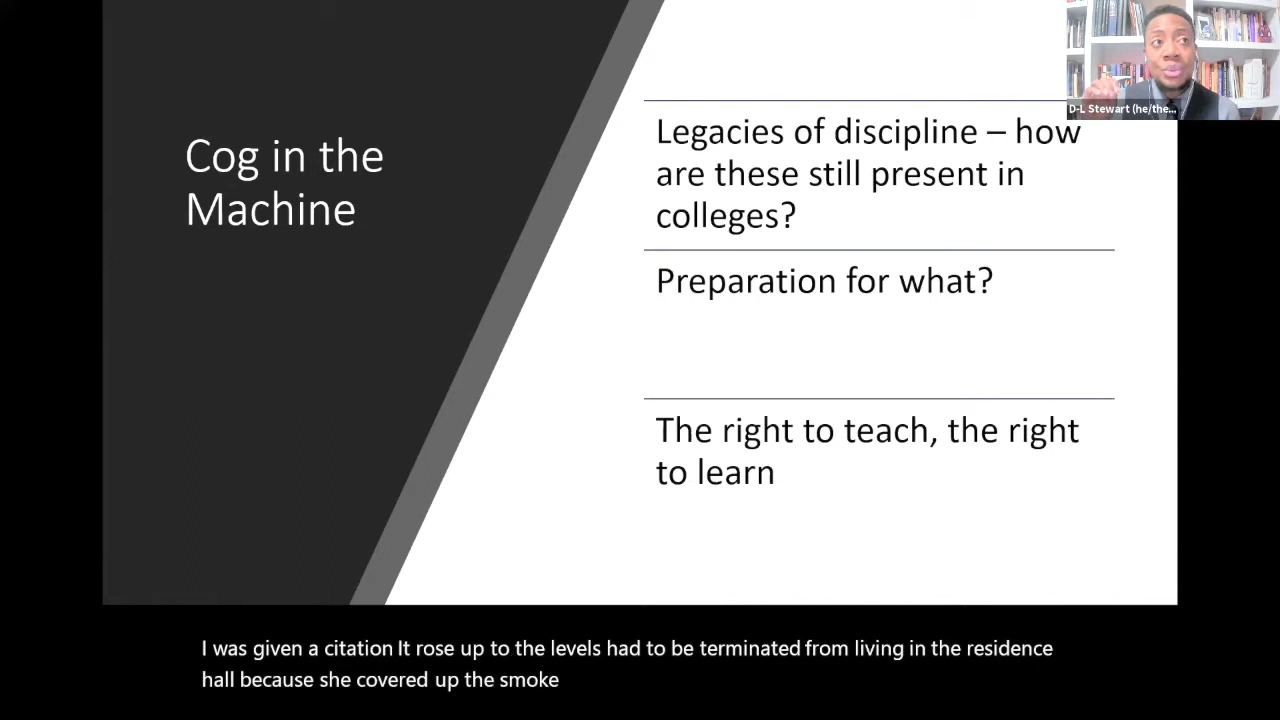 Cog in the
Machine
D-L Stewart (he/the...
Legacies of discipline – how
are these still present in
colleges?
Preparation for what?
The right to teach, the right
to learn
I was given a citation It rose up to the levels had to be terminated from living in the residence
hall because she covered up the smoke